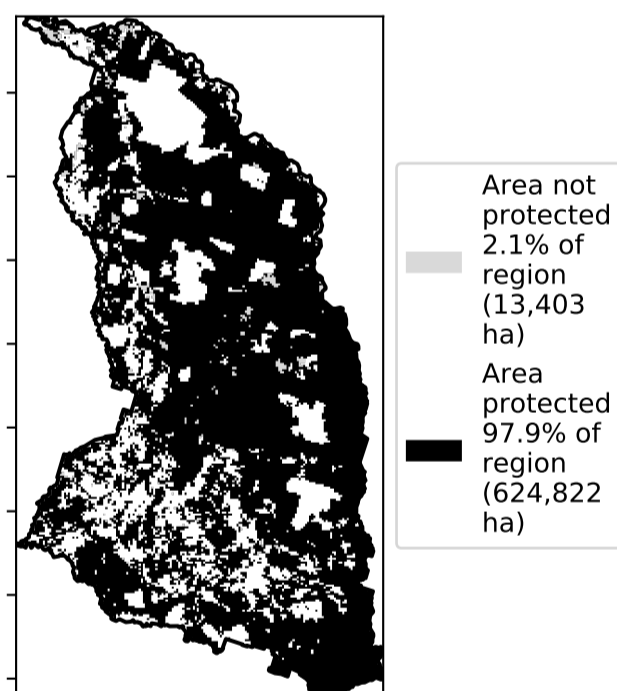 Area not
protected
2.1% of
region
(13,403
ha)
Area
protected
97.9% of
region
(624,822
ha)